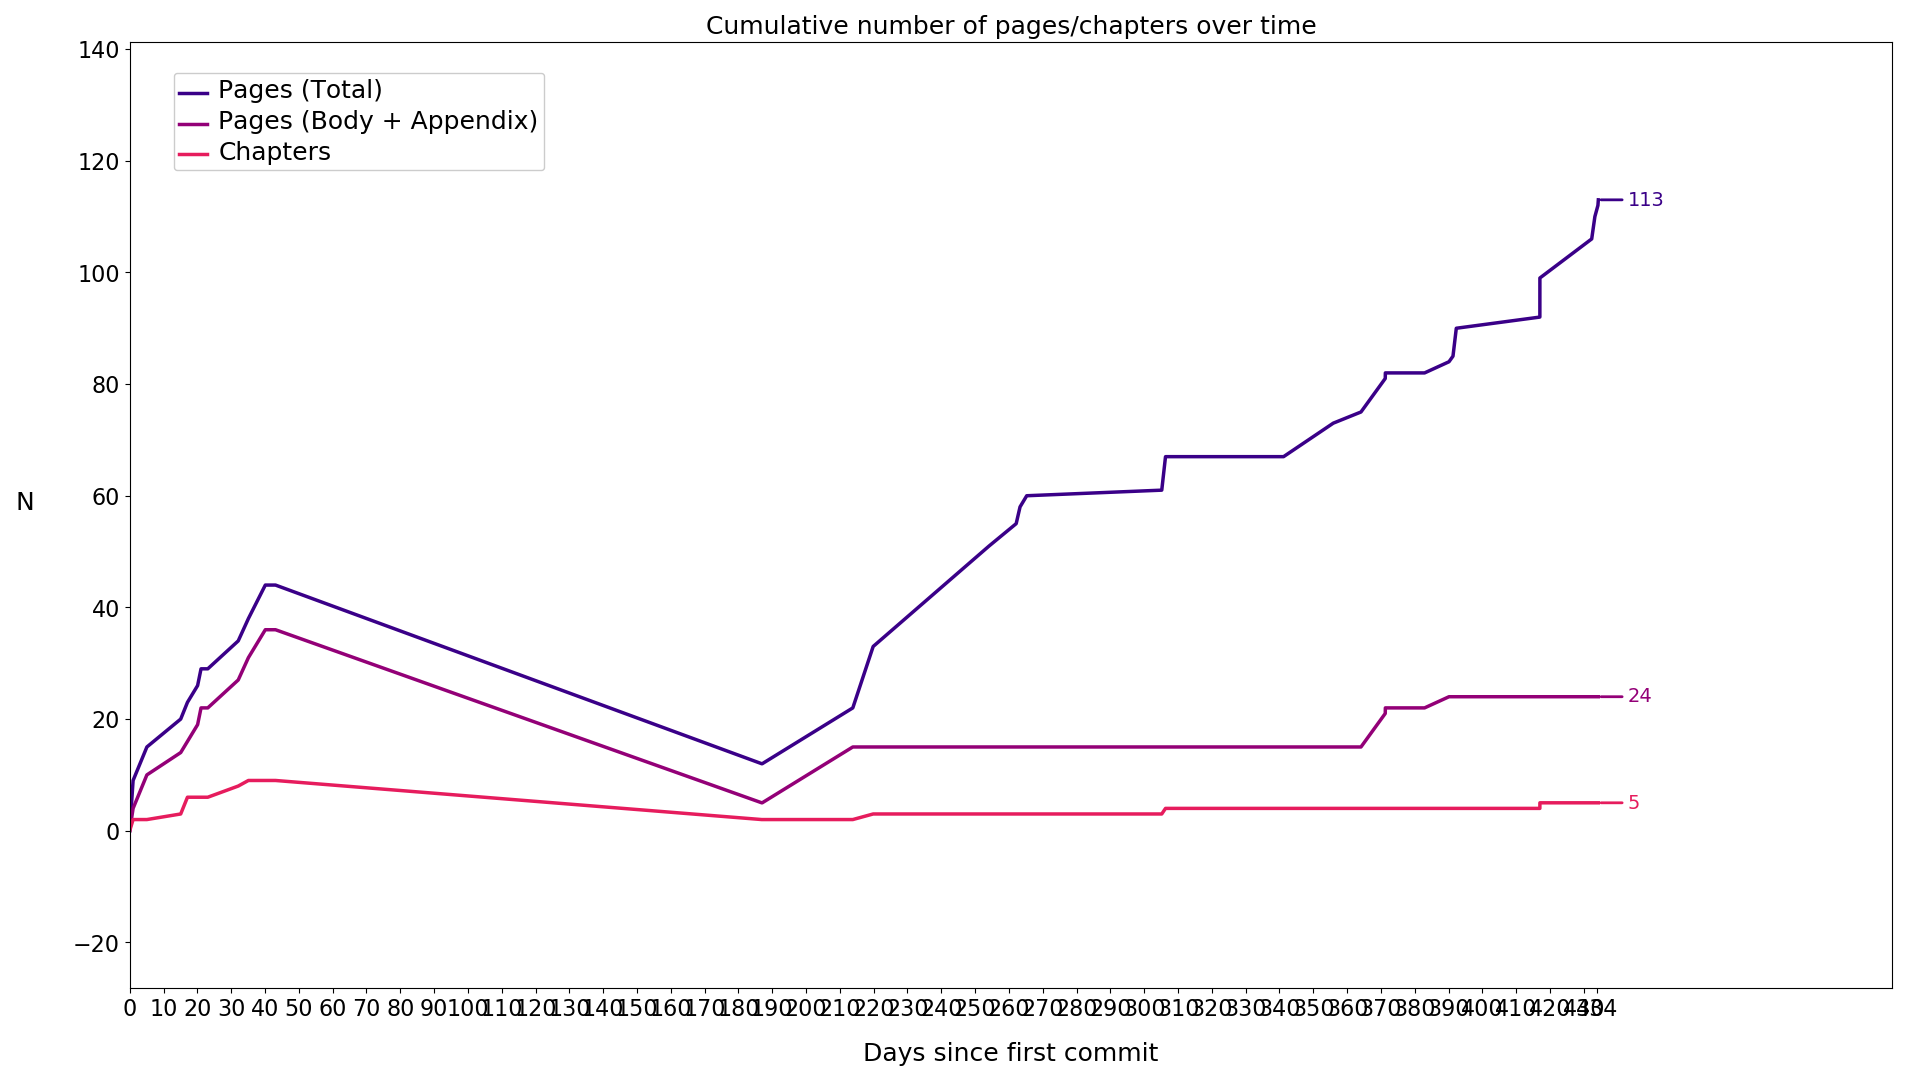 Cumulative number of pages/chapters over time
140
120
100
80
60
40
20
0
−20
N
Pages (Total)
Pages (Body + Appendix)
Chapters
113
24
5
0 10 20 30 40 50 60 70 80 90 100 110 120 130 140 150 160 170 180 190 200 210 220 230 240 250 260 270 280 290 300 310 320 330 340 350 360 370 380 390 400 410 420 430 434
Days since first commit